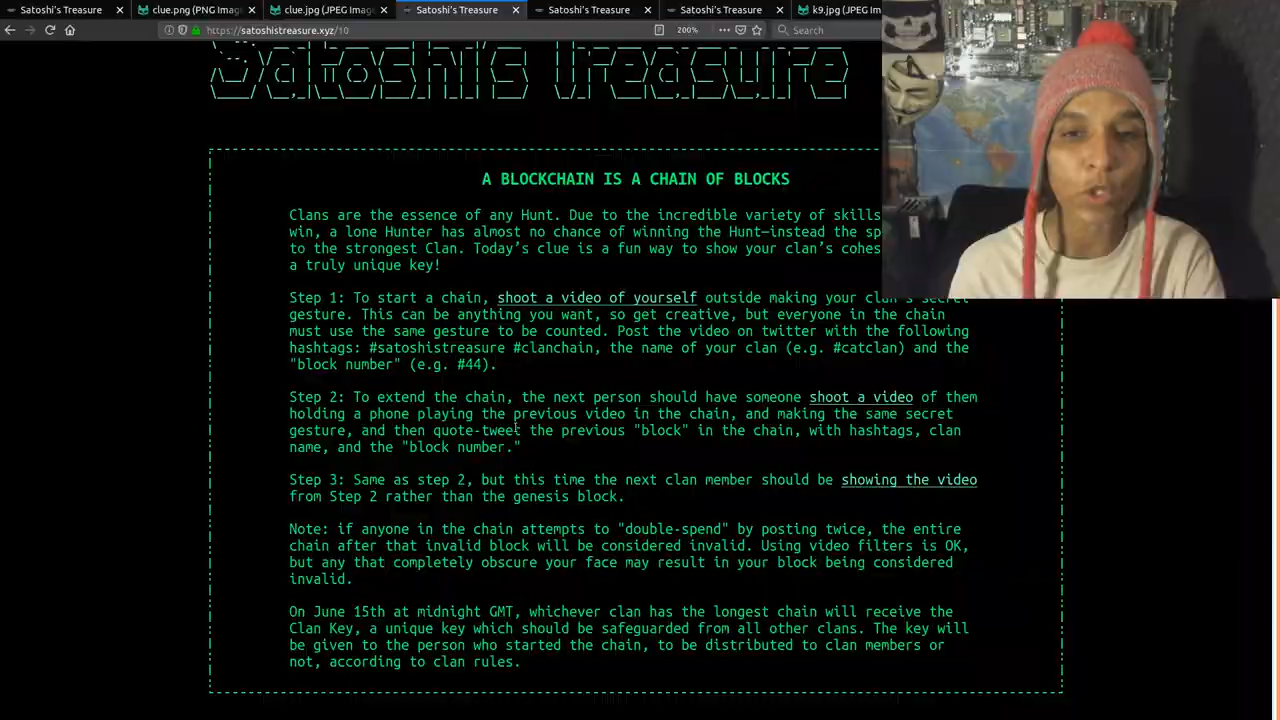 Satoshi's Treasure
clue.png (PNG Imag
clue.jpg (JPEG Image
Satoshi's Treasure
Satoshi's Treasure
Satoshi's Treasure
k9.jpg (JPEG Im
https://satoshistreasure.xyz/10
200%
Search
Satoshi's Treasure
A BLOCKCHAIN IS A CHAIN OF BLOCKS
Clans are the essence of any Hunt. Due to the incredible variety of skills
win, a lone Hunter has almost no chance of winning the Hunt—instead the sp
to the strongest Clan. Today's clue is a fun way to show your clan's cohes
a truly unique key!
Step 1: To start a chain, shoot a video of yourself outside making your clan's secret
gesture. This can be anything you want, so get creative, but everyone in the chain
must use the same gesture to be counted. Post the video on twitter with the following
hashtags: #satoshistreasure #clanchain, the name of your clan (e.g. #catclan) and the
"block number" (e.g. #44).
Step 2: To extend the chain, the next person should have someone shoot a video of them
holding a phone playing the previous video in the chain, and making the same secret
gesture, and then quote-tweet the previous "block" in the chain, with hashtags, clan
name, and the "block number."
Step 3: Same as step 2, but this time the next clan member should be showing the video
from Step 2 rather than the genesis block.
Note: if anyone in the chain attempts to "double-spend" by posting twice, the entire
chain after that invalid block will be considered invalid. Using video filters is OK,
but any that completely obscure your face may result in your block being considered
invalid.
On June 15th at midnight GMT, whichever clan has the longest chain will receive the
Clan Key, a unique key which should be safeguarded from all other clans. The key will
be given to the person who started the chain, to be distributed to clan members or
not, according to clan rules.